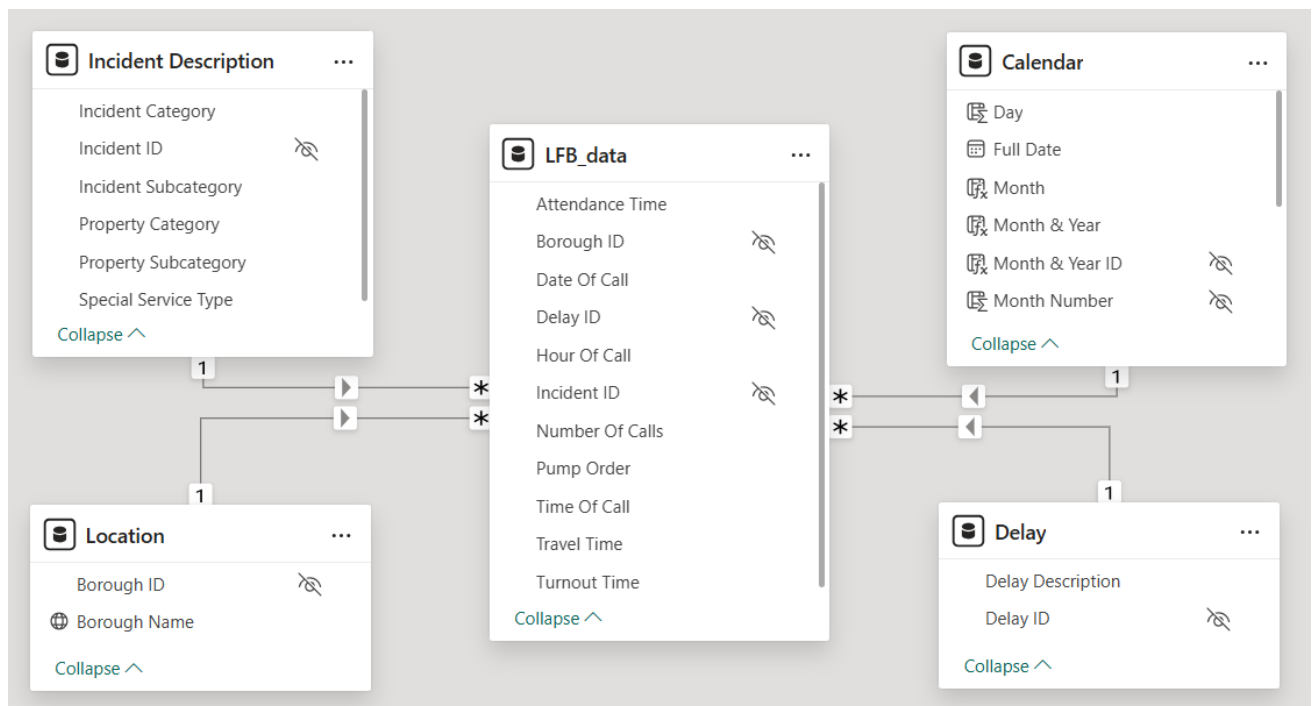 Incident Description ...
Incident Category
Incident ID
Incident Subcategory
Property Category
Property Subcategory
Special Service Type
Collapse
1
*
Location ...
Borough ID
Borough Name
Collapse
1
*
LFB_data ...
Attendance Time
Borough ID
Date Of Call
Delay ID
Hour Of Call
Incident ID
Number Of Calls
Pump Order
Time Of Call
Travel Time
Turnout Time
Collapse
Calendar ...
Day
Full Date
Month
Month & Year
Month & Year ID
Month Number
Collapse
1
*
Delay ...
Delay Description
Delay ID
Collapse
1
*